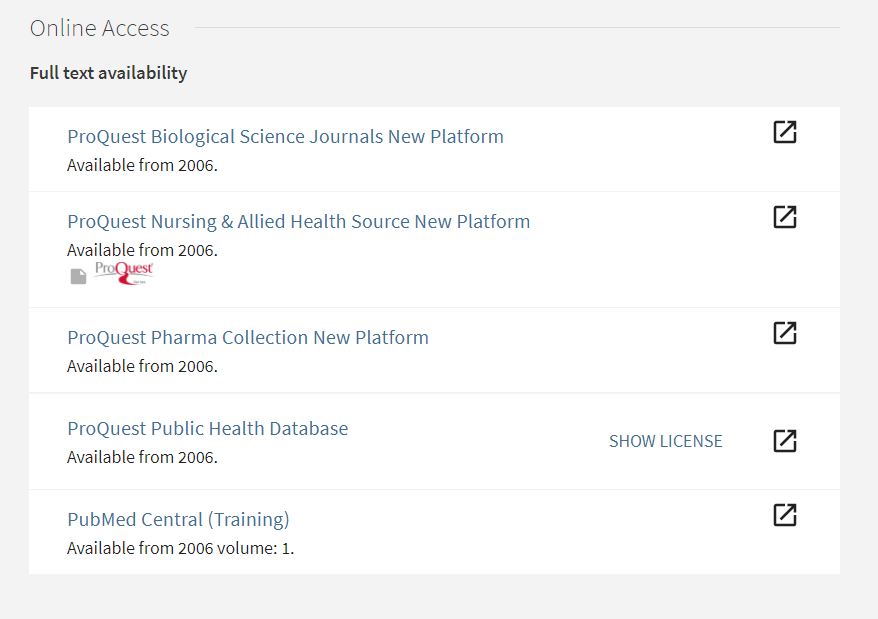 Online Access
Full text availability
ProQuest Biological Science Journals New Platform
Available from 2006.
ProQuest Nursing & Allied Health Source New Platform
Available from 2006.
ProQuest
ProQuest Pharma Collection New Platform
Available from 2006.
ProQuest Public Health Database
Available from 2006.
SHOW LICENSE
PubMed Central (Training)
Available from 2006 volume: 1.